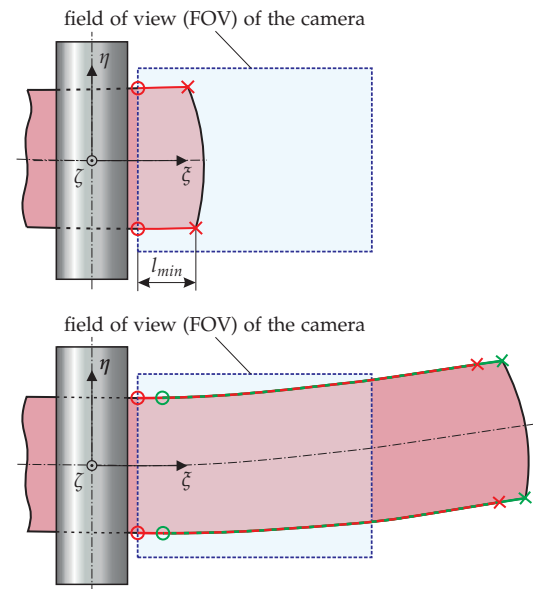 field of view (FOV) of the camera
η
ζ
ξ
l_min
field of view (FOV) of the camera
η
ζ
ξ